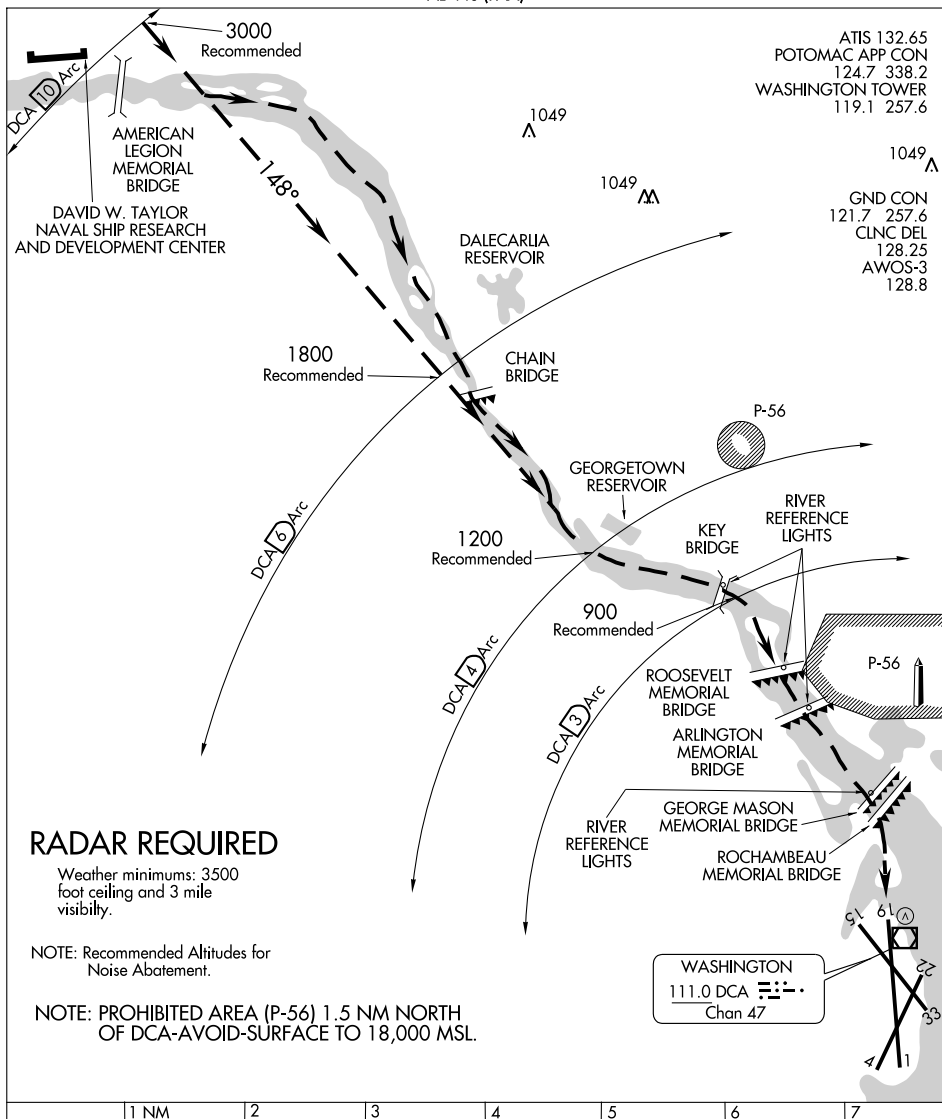 3000
Recommended
ATIS 132.65
POTOMAC APP CON
124.7 338.2
WASHINGTON TOWER
119.1 257.6
DCA 10 Arc
AMERICAN
LEGION
MEMORIAL
BRIDGE
1049
1049
1049
148°
DAVID W. TAYLOR
NAVAL SHIP RESEARCH
AND DEVELOPMENT CENTER
GND CON
121.7 257.6
CLNC DEL
128.25
AWOS-3
128.8
DALECARLIA
RESERVOIR
1800
Recommended
CHAIN
BRIDGE
P-56
GEORGETOWN
RESERVOIR
RIVER
REFERENCE
LIGHTS
DCA 6 Arc
1200
Recommended
KEY
BRIDGE
900
Recommended
P-56
DCA 4 Arc
ROOSEVELT
MEMORIAL
BRIDGE
DCA 3 Arc
ARLINGTON
MEMORIAL
BRIDGE
RIVER
REFERENCE
LIGHTS
GEORGE MASON
MEMORIAL BRIDGE
ROCHAMBEAU
MEMORIAL BRIDGE
RADAR REQUIRED
Weather minimums: 3500
foot ceiling and 3 mile
visibilty.
NOTE: Recommended Altitudes for
Noise Abatement.
NOTE: PROHIBITED AREA (P-56) 1.5 NM NORTH
OF DCA-AVOID-SURFACE TO 18,000 MSL.
15
19
A
22
33
4
1
WASHINGTON
111.0 DCA
Chan 47
1 NM 2 3 4 5 6 7